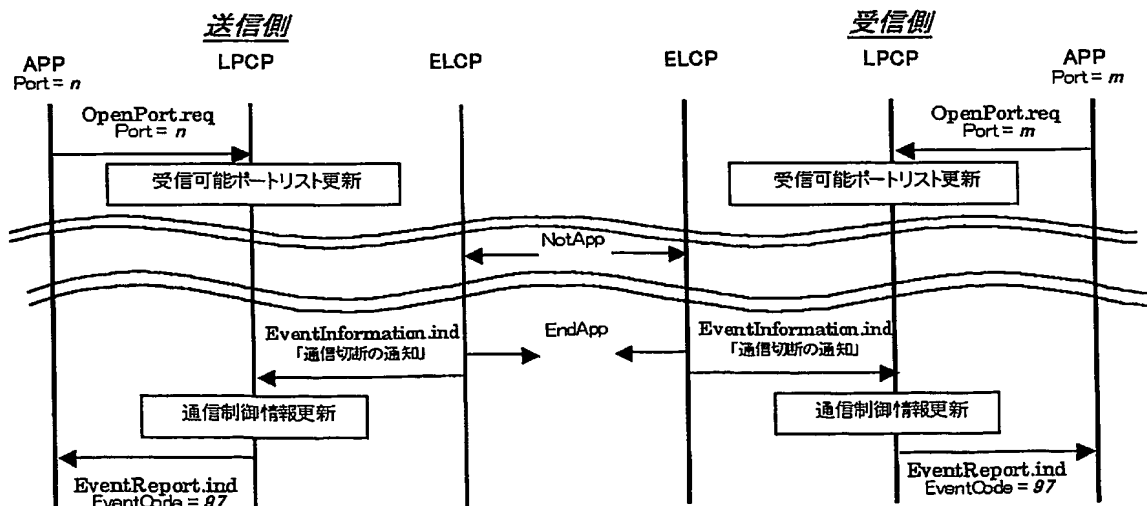 送信側
受信側
APP
Port = n
LPCP
ELCP
ELCP
LPCP
APP
Port = m
OpenPort.req
Port = n
OpenPort.req
Port = m
受信可能ポートリスト更新
受信可能ポートリスト更新
NotApp
EventInformation.ind
「通信切断の通知」
EndApp
EventInformation.ind
「通信切断の通知」
通信制御情報更新
通信制御情報更新
EventReport.ind
EventCode = 97
EventReport.ind
EventCode = 97